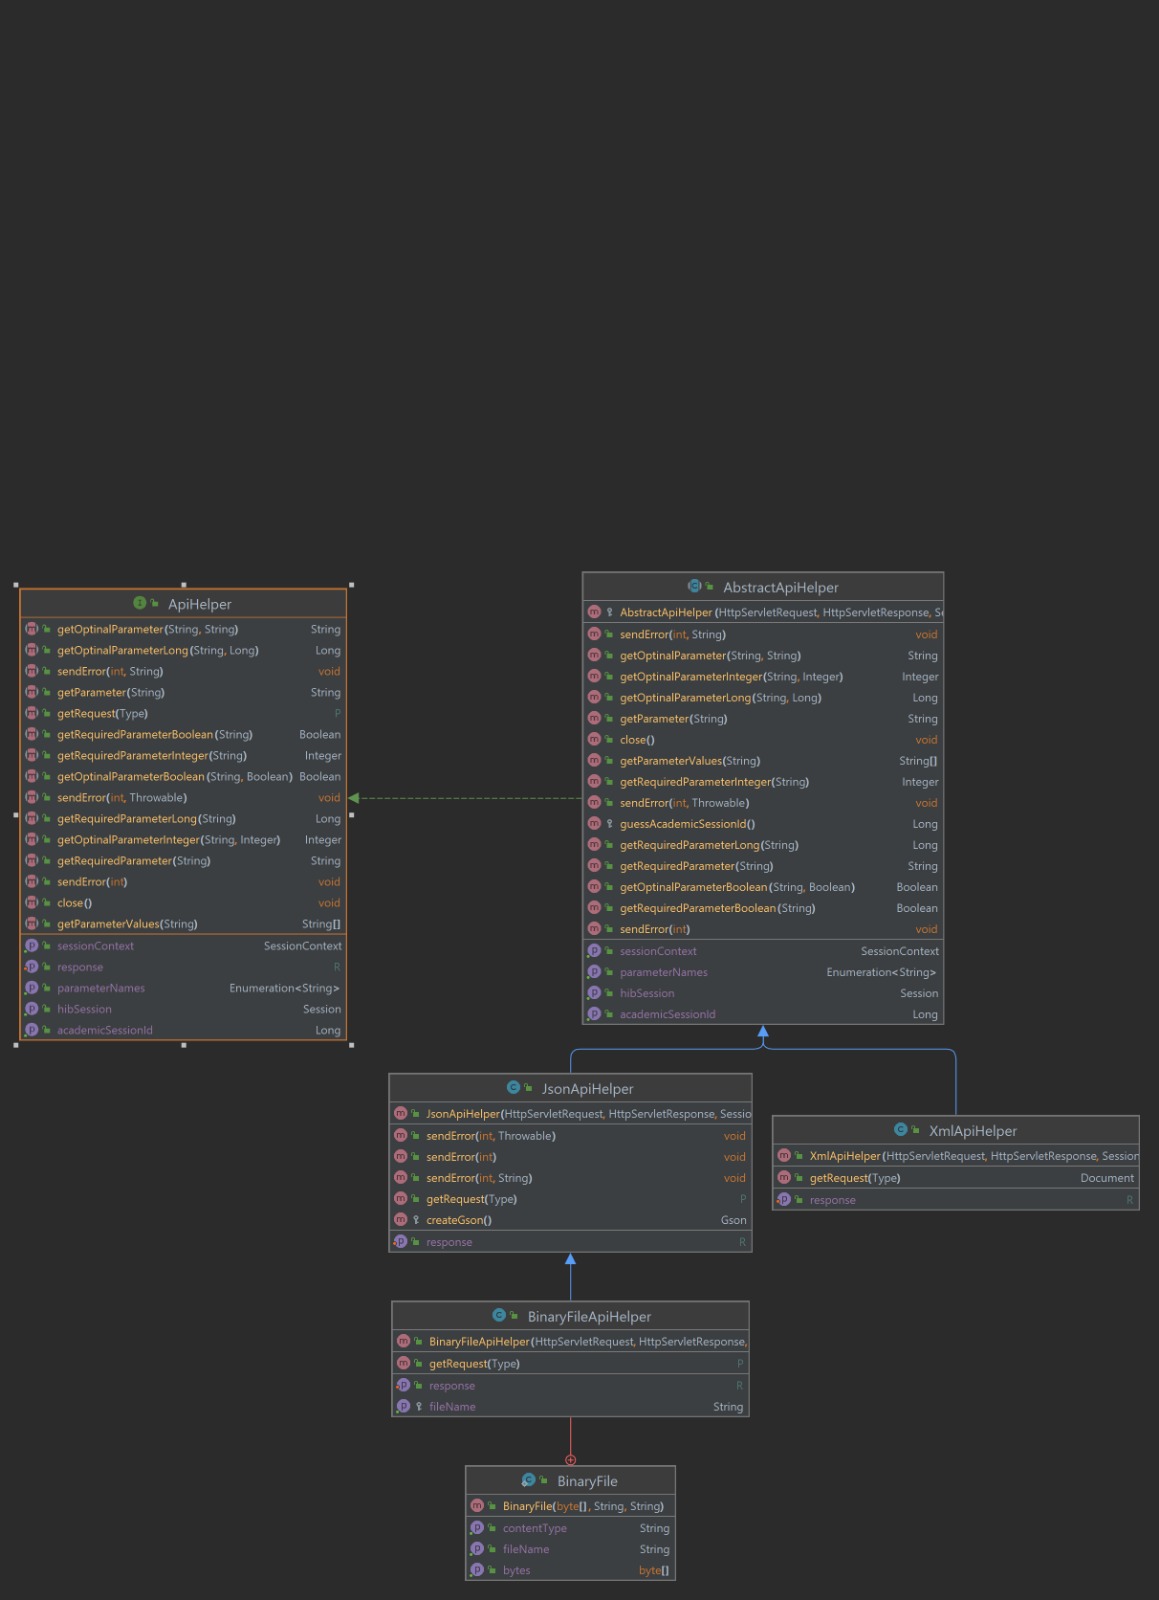 ApiHelper
getOptinalParameter(String, String) String
getOptinalParameterLong(String, Long) Long
sendError(int, String) void
getParameter(String) String
getRequest(Type) P
getRequiredParameterBoolean(String) Boolean
getRequiredParameterInteger(String) Integer
getOptinalParameterBoolean(String, Boolean) Boolean
sendError(int, Throwable) void
getRequiredParameterLong(String) Long
getOptinalParameterInteger(String, Integer) Integer
getRequiredParameter(String) String
sendError(int) void
close() void
getParameterValues(String) String[]
sessionContext SessionContext
response R
parameterNames Enumeration<String>
hibSession Session
academicSessionId Long
AbstractApiHelper
AbstractApiHelper(HttpServletRequest, HttpServletResponse, Se
sendError(int, String) void
getOptinalParameter(String, String) String
getOptinalParameterInteger(String, Integer) Integer
getOptinalParameterLong(String, Long) Long
getParameter(String) String
close() void
getParameterValues(String) String[]
getRequiredParameterInteger(String) Integer
sendError(int, Throwable) void
guessAcademicSessionId() Long
getRequiredParameterLong(String) Long
getRequiredParameter(String) String
getOptinalParameterBoolean(String, Boolean) Boolean
getRequiredParameterBoolean(String) Boolean
sendError(int) void
sessionContext SessionContext
parameterNames Enumeration<String>
hibSession Session
academicSessionId Long
JsonApiHelper
JsonApiHelper(HttpServletRequest, HttpServletResponse, Sessio
sendError(int, Throwable) void
sendError(int) void
sendError(int, String) void
getRequest(Type) P
createGson() Gson
response R
XmlApiHelper
XmlApiHelper(HttpServletRequest, HttpServletResponse, Session
getRequest(Type) Document
response R
BinaryFileApiHelper
BinaryFileApiHelper(HttpServletRequest, HttpServletResponse,
getRequest(Type) P
response R
fileName String
BinaryFile
BinaryFile(byte[], String, String)
contentType String
fileName String
bytes byte[]